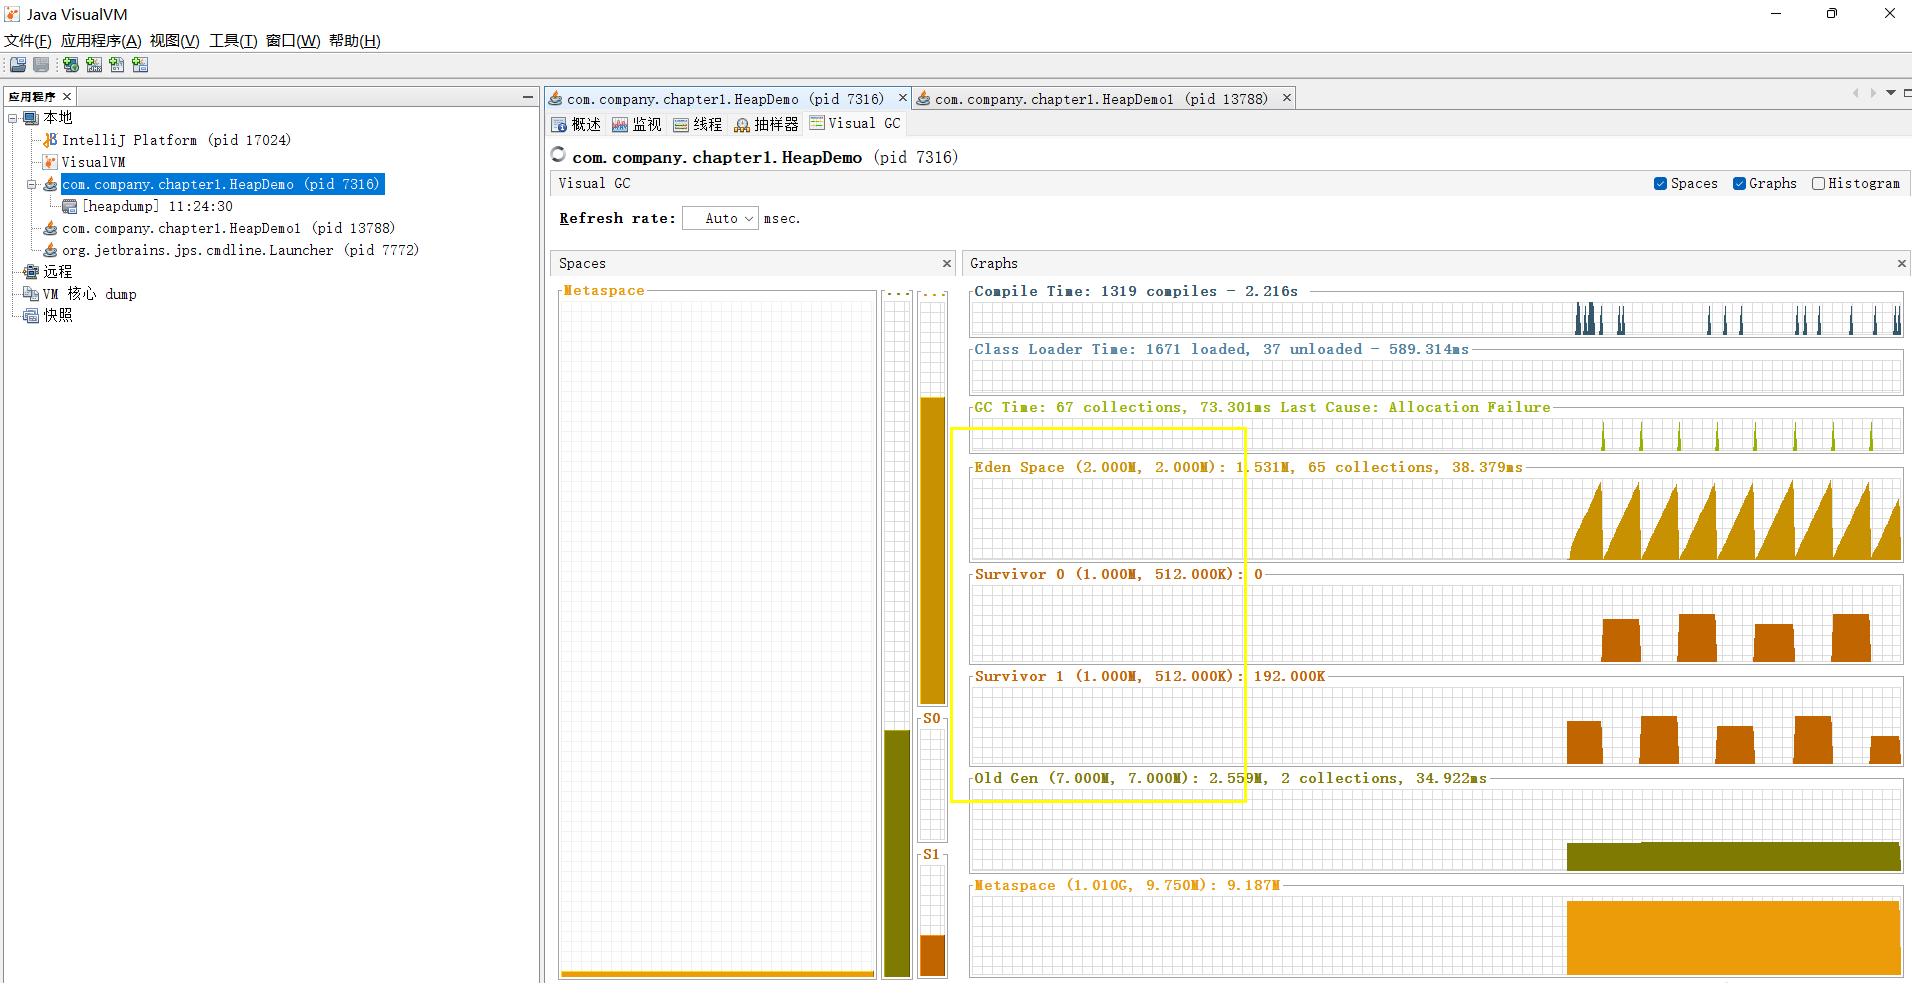 Java VisualVM
文件(F) 应用程序(A) 视图(V) 工具(T) 窗口(W) 帮助(H)
应用程序
本地
IntelliJ Platform (pid 17024)
VisualVM
com.company.chapter1.HeapDemo (pid 7316)
[heapdump] 11:24:30
com.company.chapter1.HeapDemo1 (pid 13788)
org.jetbrains.jps.cmdline.Launcher (pid 7772)
远程
VM 核心 dump
快照
com.company.chapter1.HeapDemo (pid 7316)
com.company.chapter1.HeapDemo1 (pid 13788)
概述 监视 线程 抽样器 Visual GC
com.company.chapter1.HeapDemo (pid 7316)
Visual GC
Spaces Graphs Histogram
Refresh rate: Auto msec.
Spaces
Metaspace
...
...
S0
S1
Graphs
Compile Time: 1319 compiles - 2.216s
Class Loader Time: 1671 loaded, 37 unloaded - 589.314ms
GC Time: 67 collections, 73.301ms Last Cause: Allocation Failure
Eden Space (2.000M, 2.000M): 1.531M, 65 collections, 38.379ms
Survivor 0 (1.000M, 512.000K): 0
Survivor 1 (1.000M, 512.000K): 192.000K
Old Gen (7.000M, 7.000M): 2.559M, 2 collections, 34.922ms
Metaspace (1.010G, 9.750M): 9.187M